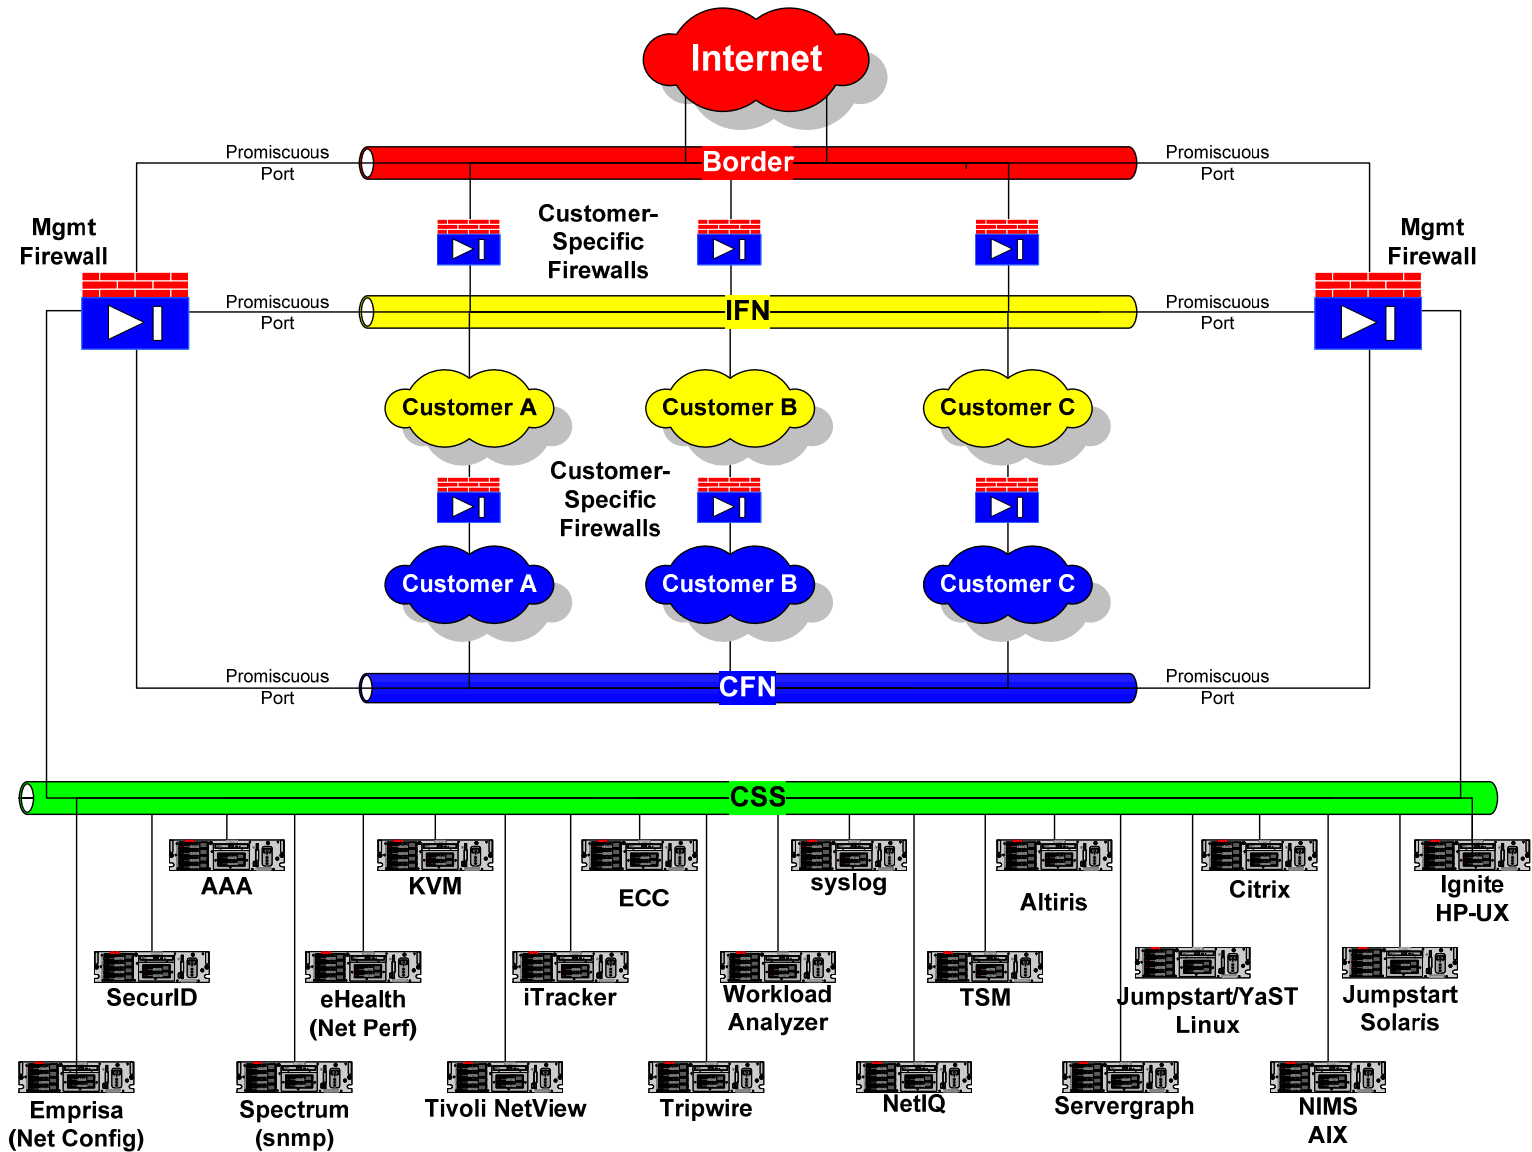 Internet
Promiscuous
Port
Border
Promiscuous
Port
Mgmt
Firewall
Customer-
Specific
Firewalls
Mgmt
Firewall
Promiscuous
Port
IFN
Promiscuous
Port
Customer A
Customer B
Customer C
Customer-
Specific
Firewalls
Customer A
Customer B
Customer C
Promiscuous
Port
CFN
Promiscuous
Port
CSS
AAA
KVM
ECC
syslog
Altiris
Citrix
Ignite
HP-UX
SecurID
eHealth
(Net Perf)
iTracker
Workload
Analyzer
TSM
Jumpstart/YaST
Linux
Jumpstart
Solaris
Emprisa
(Net Config)
Spectrum
(snmp)
Tivoli NetView
Tripwire
NetIQ
Servergraph
NIMS
AIX